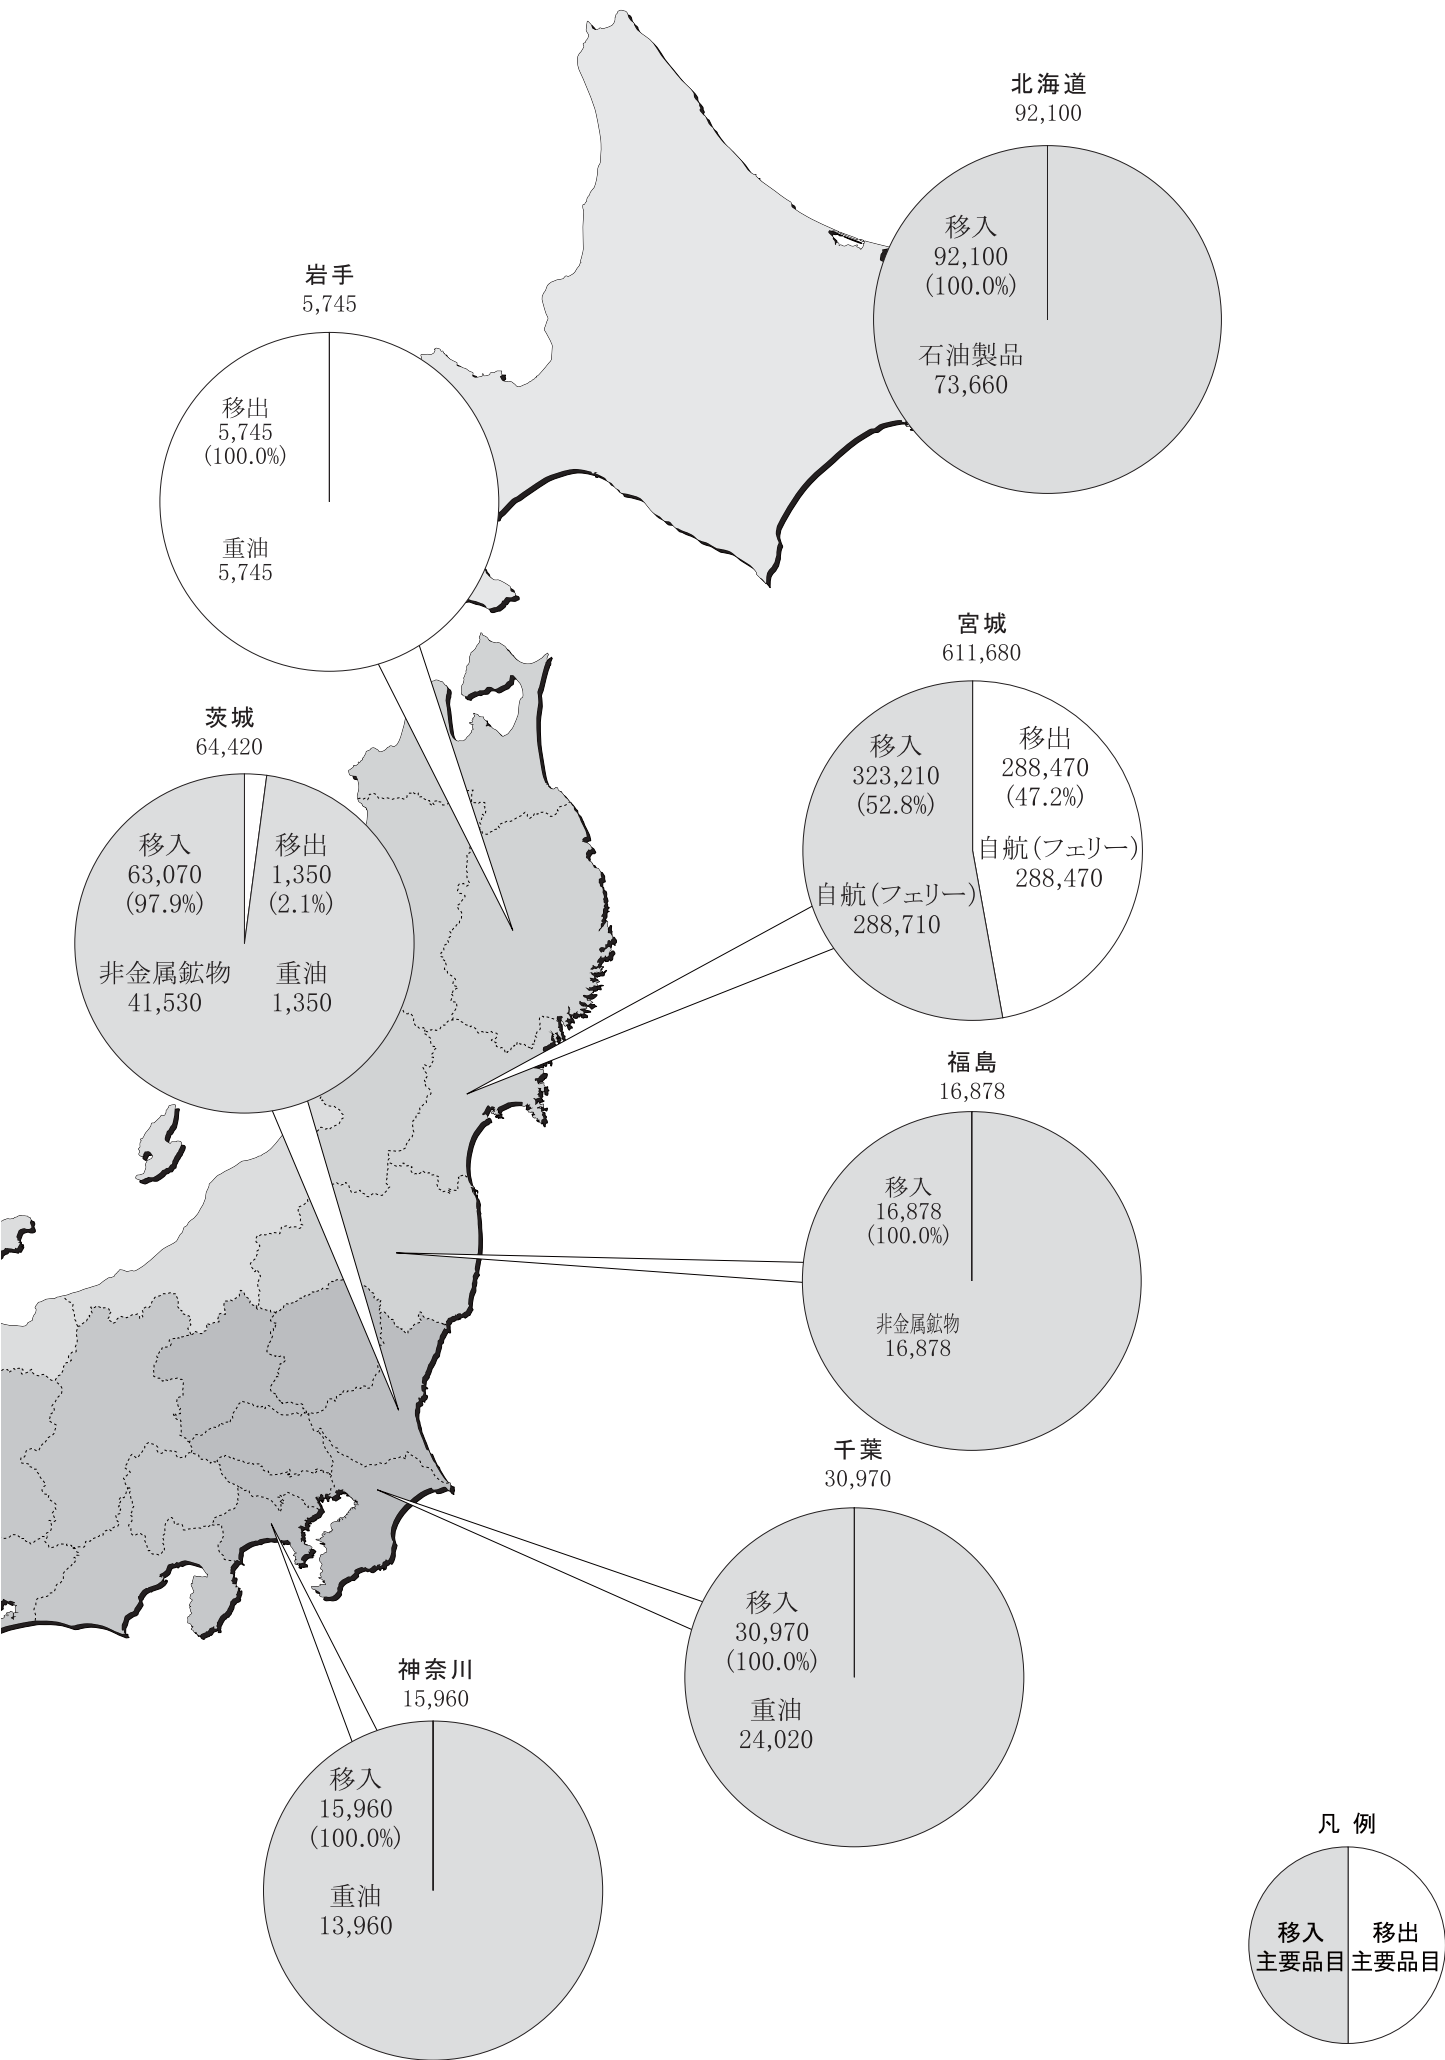 北海道
92,100
移入
92,100
(100.0%)
石油製品
73,660
岩手
5,745
移出
5,745
(100.0%)
重油
5,745
宮城
611,680
移入
323,210
(52.8%)
自航(フェリー)
288,710
移出
288,470
(47.2%)
自航(フェリー)
288,470
茨城
64,420
移入
63,070
(97.9%)
非金属鉱物
41,530
移出
1,350
(2.1%)
重油
1,350
福島
16,878
移入
16,878
(100.0%)
非金属鉱物
16,878
千葉
30,970
移入
30,970
(100.0%)
重油
24,020
神奈川
15,960
移入
15,960
(100.0%)
重油
13,960
凡 例
移入
主要品目
移出
主要品目